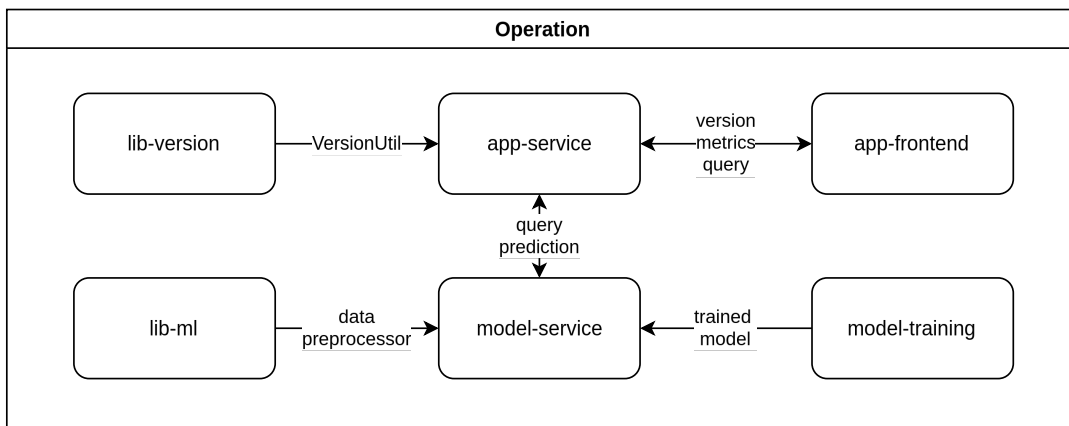 Operation
lib-version
VersionUtil
app-service
version
metrics
query
app-frontend
query
prediction
lib-ml
data
preprocessor
model-service
trained
model
model-training